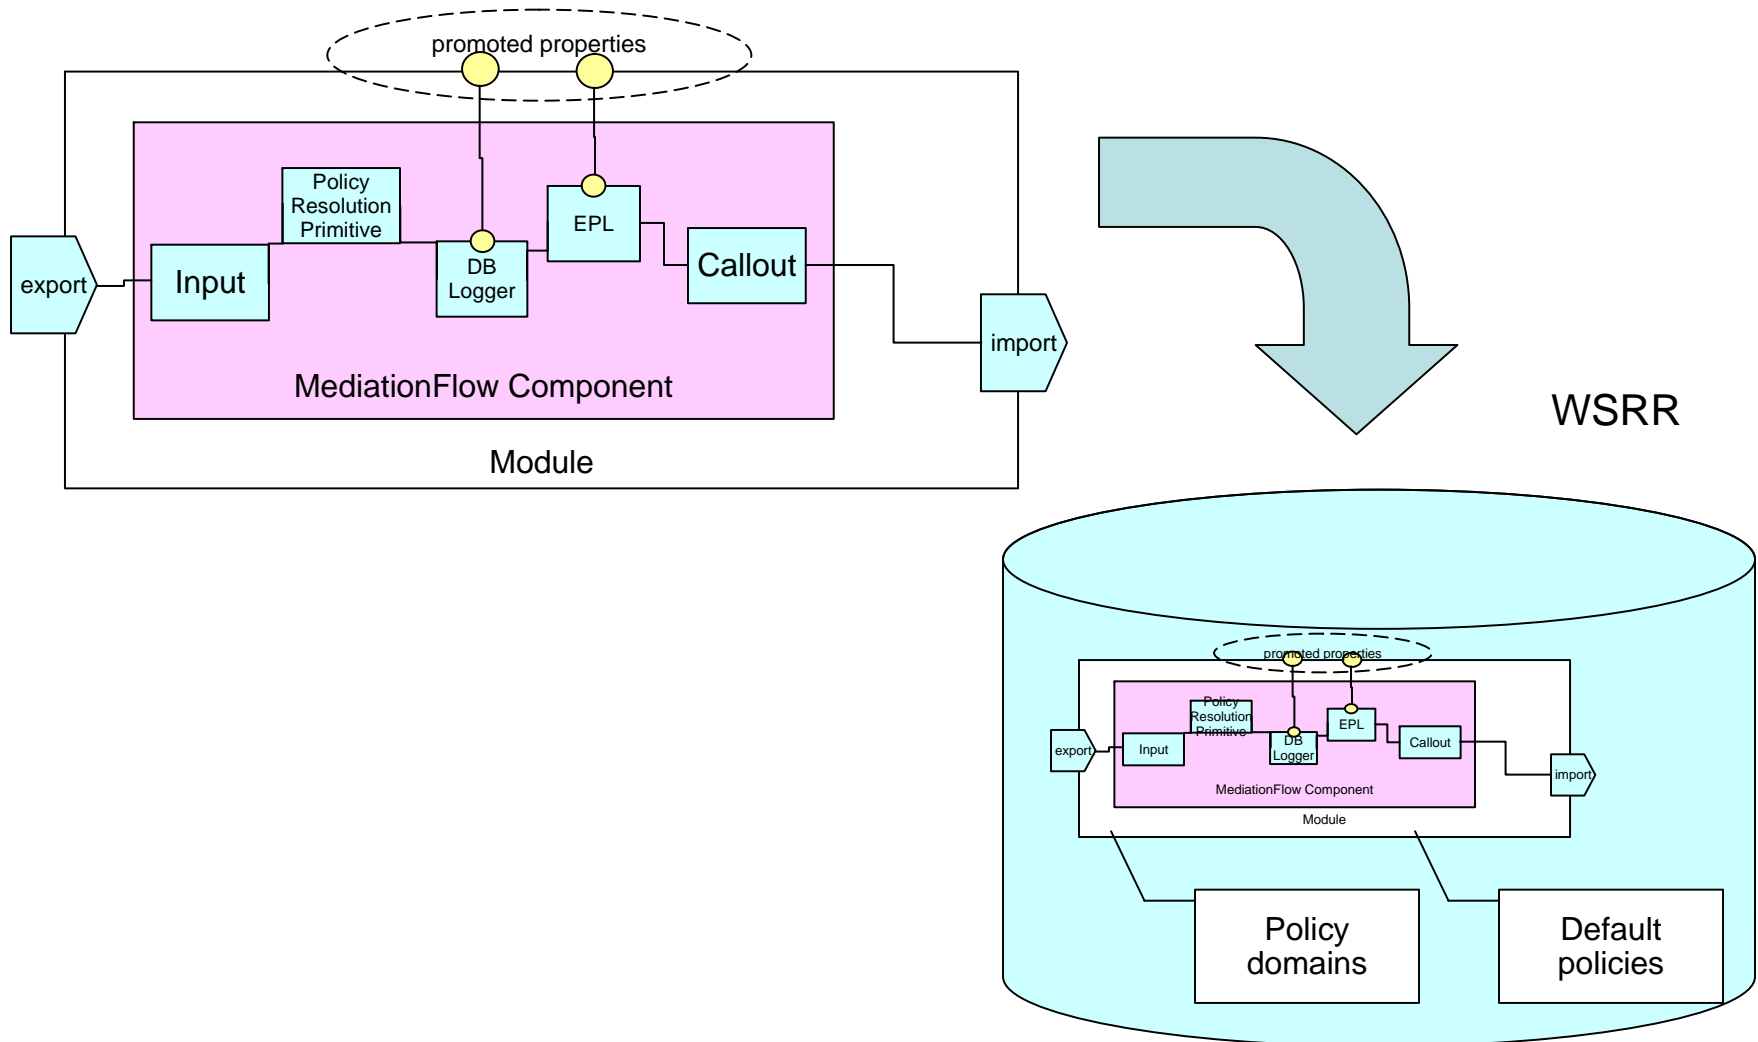 promoted properties
Policy
Resolution
Primitive
EPL
DB
Logger
Input
Callout
export
import
MediationFlow Component
Module
WSRR
promoted properties
Policy
Resolution
Primitive
EPL
DB
Logger
Input
Callout
export
import
MediationFlow Component
Module
Policy
domains
Default
policies